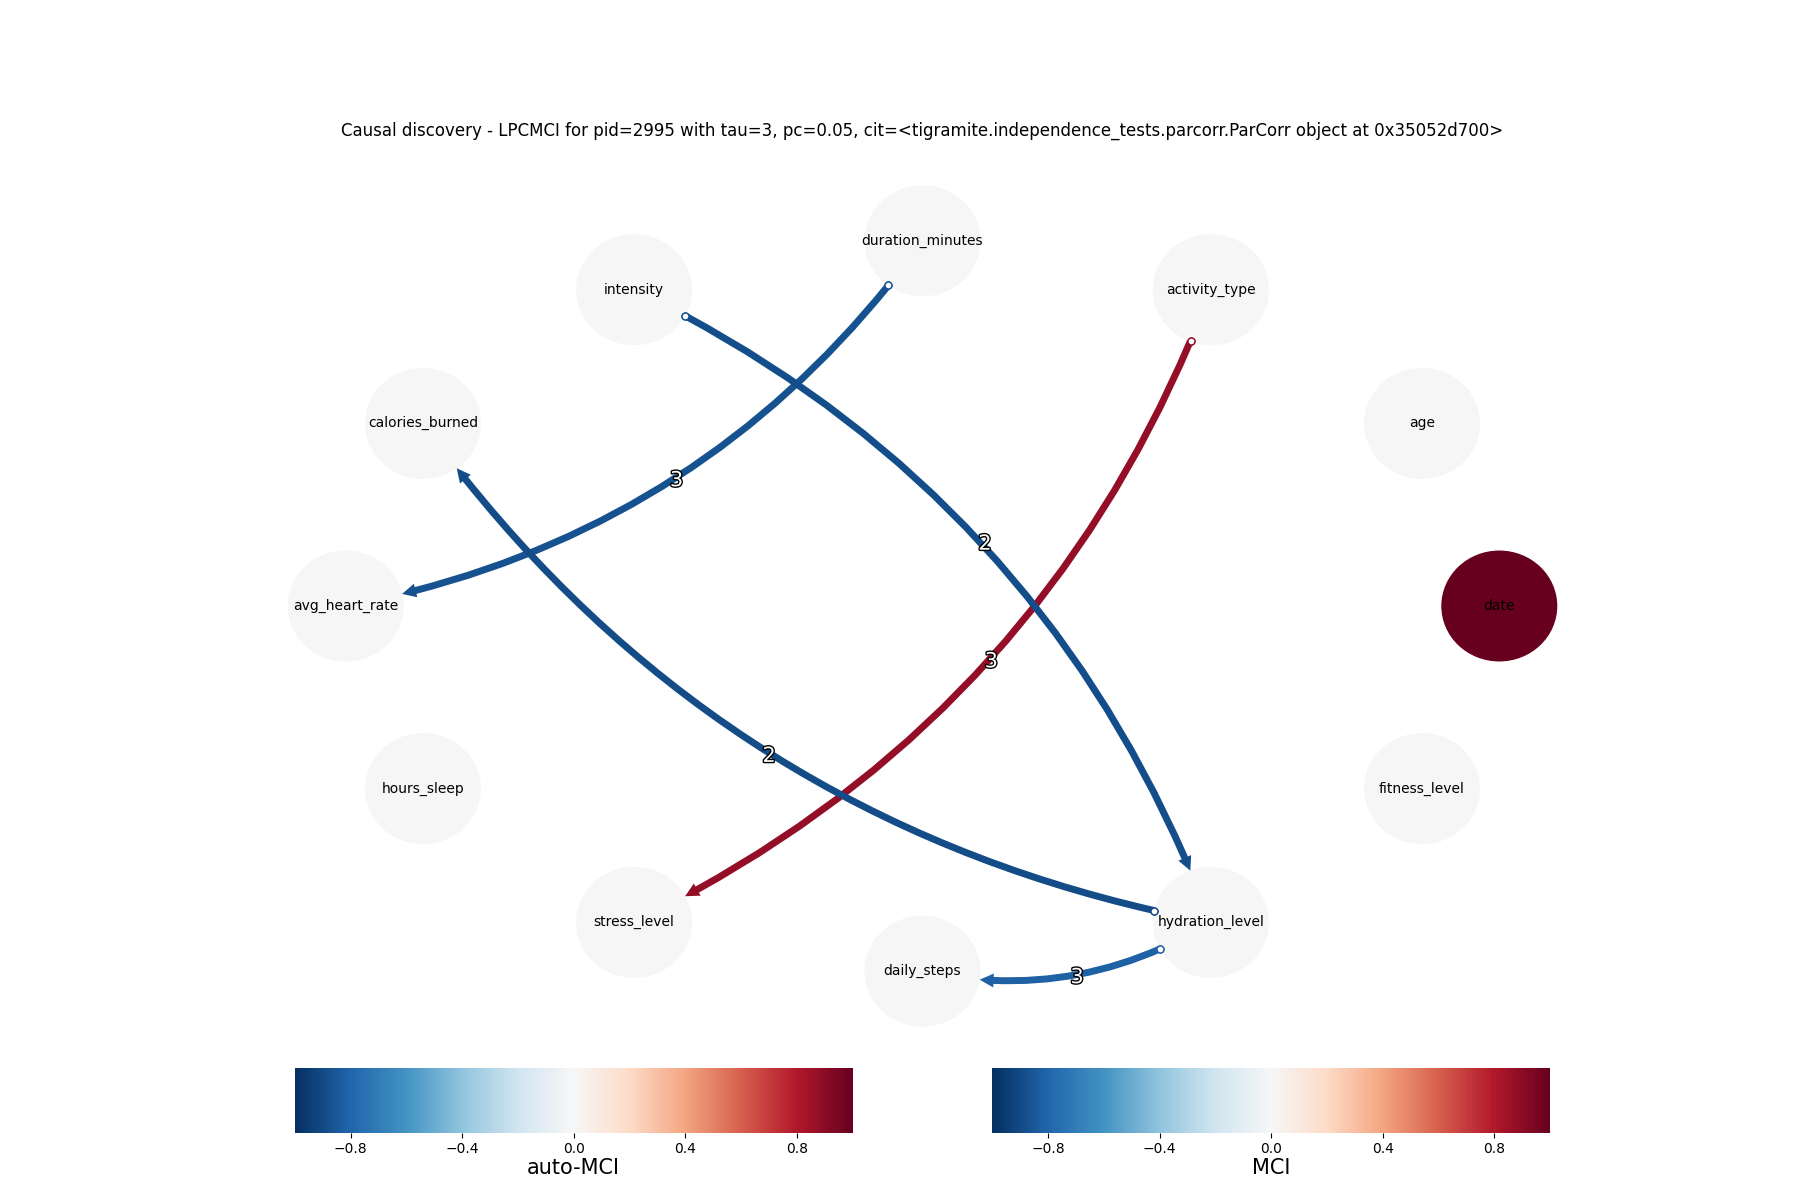 Causal discovery - LPCMCI for pid=2995 with tau=3, pc=0.05, cit=<tigramite.independence_tests.parcorr.ParCorr object at 0x35052d700>
duration_minutes
intensity
activity_type
calories_burned
age
3
2
avg_heart_rate
date
3
2
hours_sleep
fitness_level
stress_level
hydration_level
daily_steps
3
−0.8 −0.4 0.0 0.4 0.8
auto-MCI
−0.8 −0.4 0.0 0.4 0.8
MCI